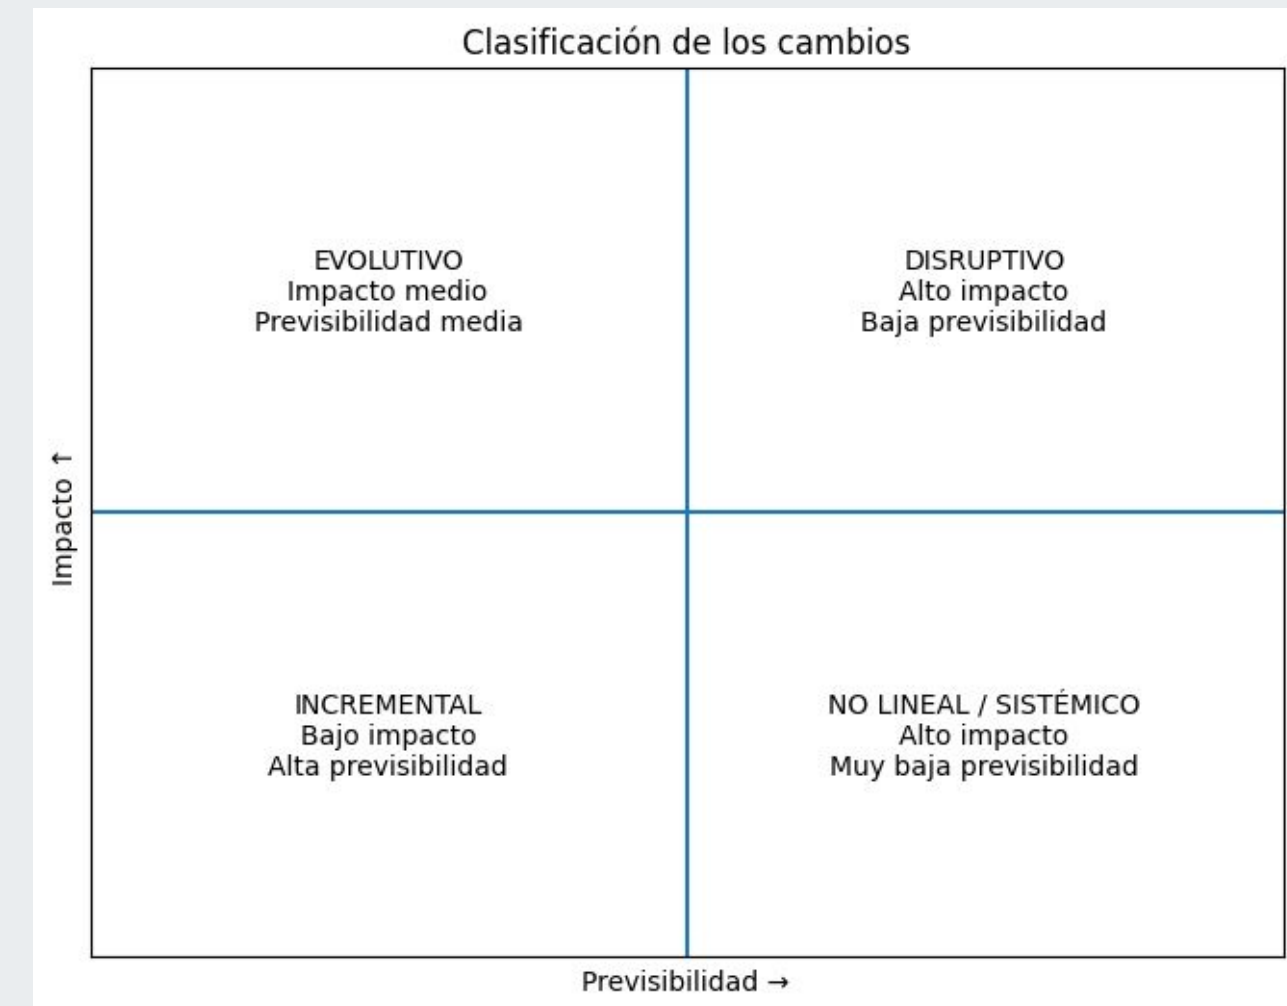 Clasificación de los cambios
EVOLUTIVO
Impacto medio
Previsibilidad media
DISRUPTIVO
Alto impacto
Baja previsibilidad
Impacto ↑
INCREMENTAL
Bajo impacto
Alta previsibilidad
NO LINEAL / SISTÉMICO
Alto impacto
Muy baja previsibilidad
Previsibilidad →